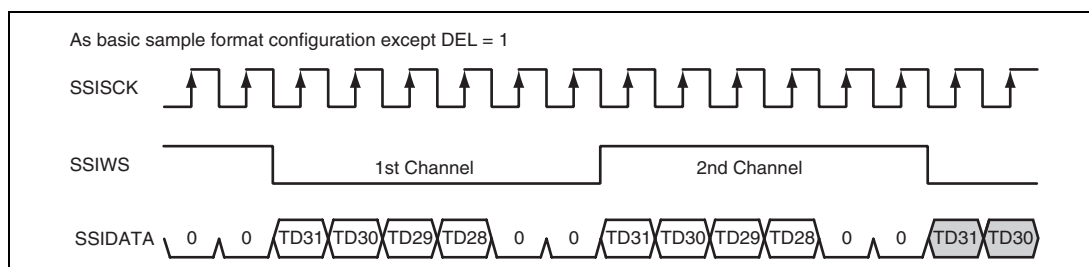 As basic sample format configuration except DEL = 1
SSISCK
SSIWS 1st Channel 2nd Channel
SSIDATA 0 0 TD31 TD30 TD29 TD28 0 0 TD31 TD30 TD29 TD28 0 0 TD31 TD30